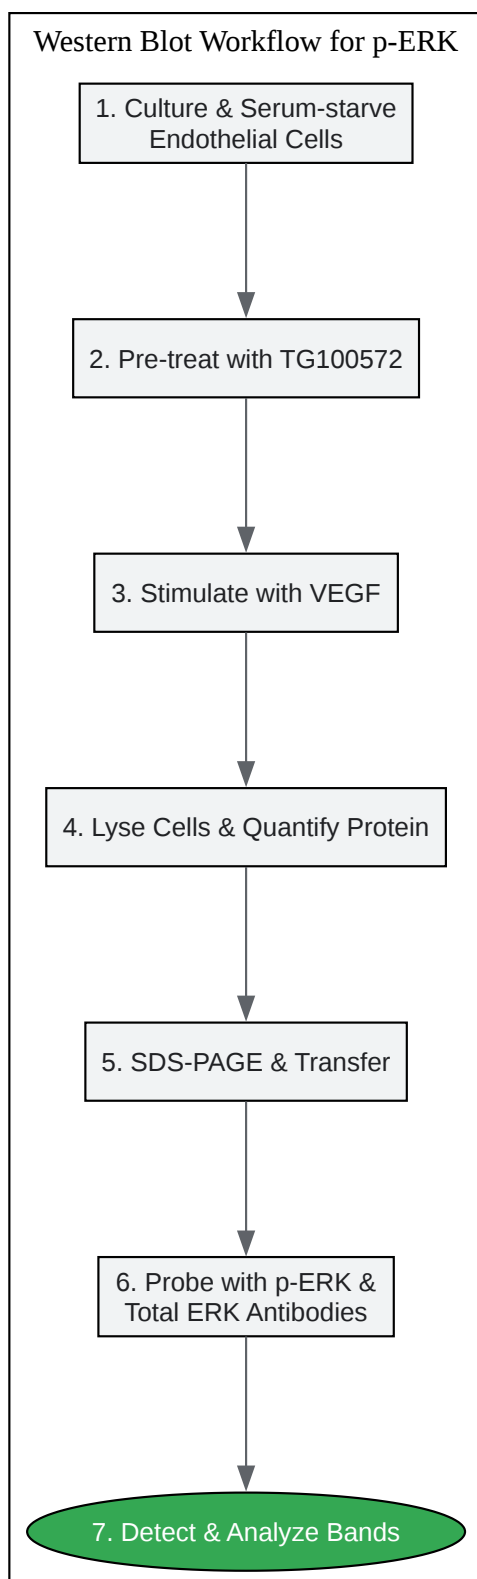 Western Blot Workflow for p-ERK
1. Culture & Serum-starve
Endothelial Cells
2. Pre-treat with TG100572
3. Stimulate with VEGF
4. Lyse Cells & Quantify Protein
5. SDS-PAGE & Transfer
6. Probe with p-ERK &
Total ERK Antibodies
7. Detect & Analyze Bands